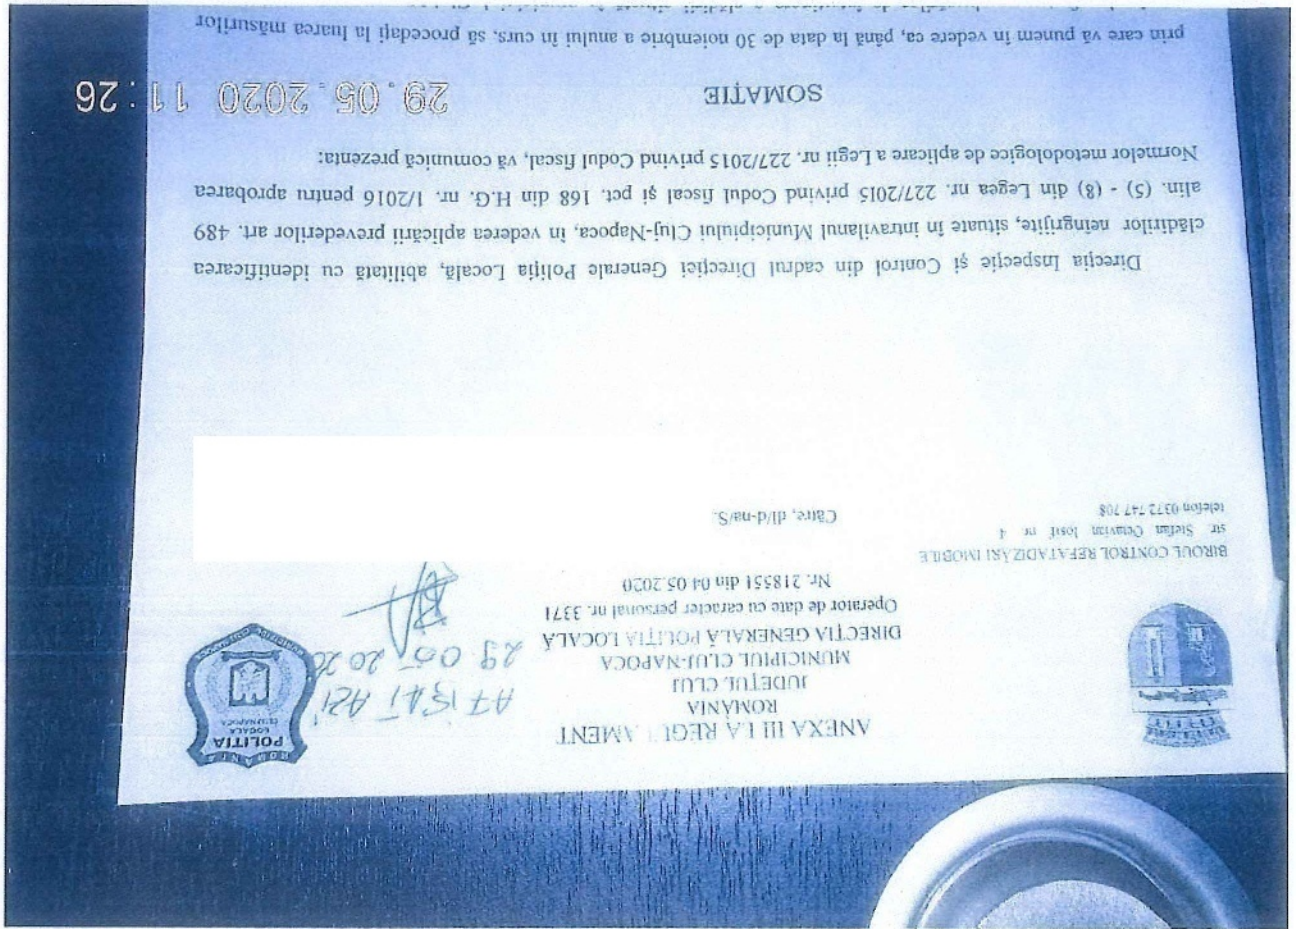 ANEXA III LA REGULAMENT
ROMÂNIA
JUDEȚUL CLUJ
MUNICIPIUL CLUJ-NAPOCA
DIRECȚIA GENERALĂ POLIȚIA LOCALĂ
Operator de date cu caracter personal nr. 3371
Nr. 218551 din 04.05.2020
AFIȘAT AZI
29 05 2020
ROMÂNIA
POLIȚIA
LOCALĂ
CLUJ-NAPOCA
BIROUL CONTROL REFAȚADIZĂRI IMOBILE
str. Ștefan Octavian Iosif nr. 4
telefon 0372 747 708
Către, dl/d-na/S.
Direcția Inspecție și Control din cadrul Direcției Generale Poliția Locală, abilitată cu identificarea
clădirilor neîngrijite, situate în intravilanul Municipiului Cluj-Napoca, în vederea aplicării prevederilor art. 489
alin. (5) - (8) din Legea nr. 227/2015 privind Codul fiscal și pct. 168 din H.G. nr. 1/2016 pentru aprobarea
Normelor metodologice de aplicare a Legii nr. 227/2015 privind Codul fiscal, vă comunică prezenta:
SOMAȚIE
29.05.2020 11:26
prin care vă punem în vedere ca, până la data de 30 noiembrie a anului în curs, să procedați la luarea măsurilor